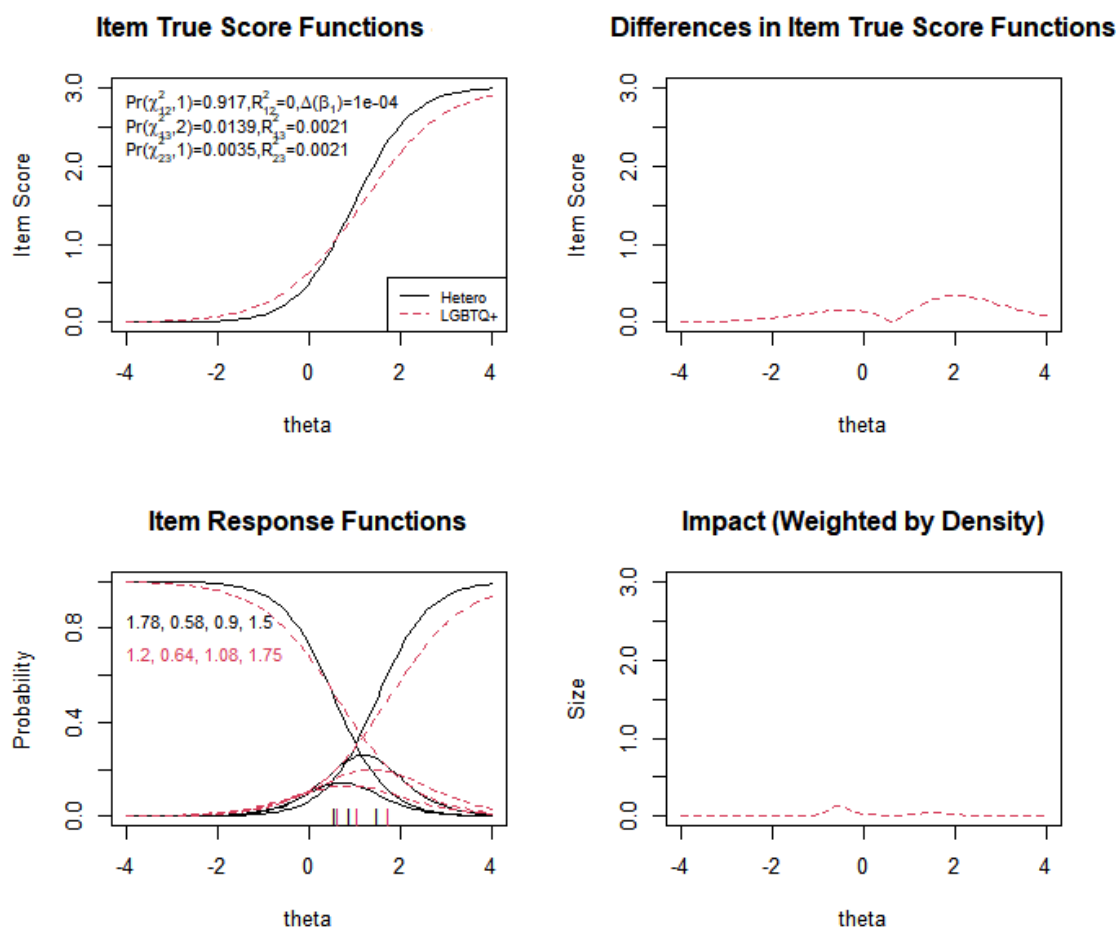 Item True Score Functions
Item Score
0.0 1.0 2.0 3.0
Pr(χ²₁₂,1)=0.917,R²₁₂=0,Δ(β₁)=1e-04
Pr(χ²₁₃,2)=0.0139,R²₁₃=0.0021
Pr(χ²₂₃,1)=0.0035,R²₂₃=0.0021
Hetero
LGBTQ+
-4 -2 0 2 4
theta
Differences in Item True Score Functions
Item Score
0.0 1.0 2.0 3.0
-4 -2 0 2 4
theta
Item Response Functions
Probability
0.0 0.4 0.8
1.78, 0.58, 0.9, 1.5
1.2, 0.64, 1.08, 1.75
-4 -2 0 2 4
theta
Impact (Weighted by Density)
Size
0.0 1.0 2.0 3.0
-4 -2 0 2 4
theta